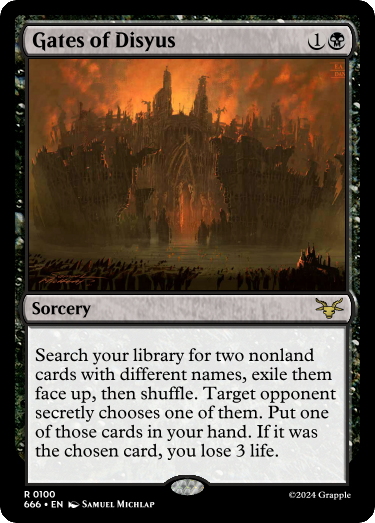 Gates of Disyus 1
Sorcery
Search your library for two nonland
cards with different names, exile them
face up, then shuffle. Target opponent
secretly chooses one of them. Put one
of those cards in your hand. If it was
the chosen card, you lose 3 life.
R 0100
666 • EN SAMUEL MICHLAP
©2024 Grapple